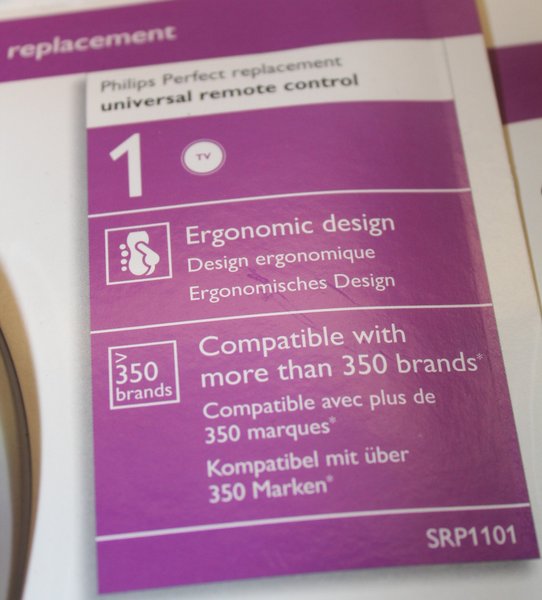 replacement
Philips Perfect replacement
universal remote control
1 TV
Ergonomic design
Design ergonomique
Ergonomisches Design
>
350
brands
Compatible with
more than 350 brands*
Compatible avec plus de
350 marques*
Kompatibel mit über
350 Marken*
SRP1101